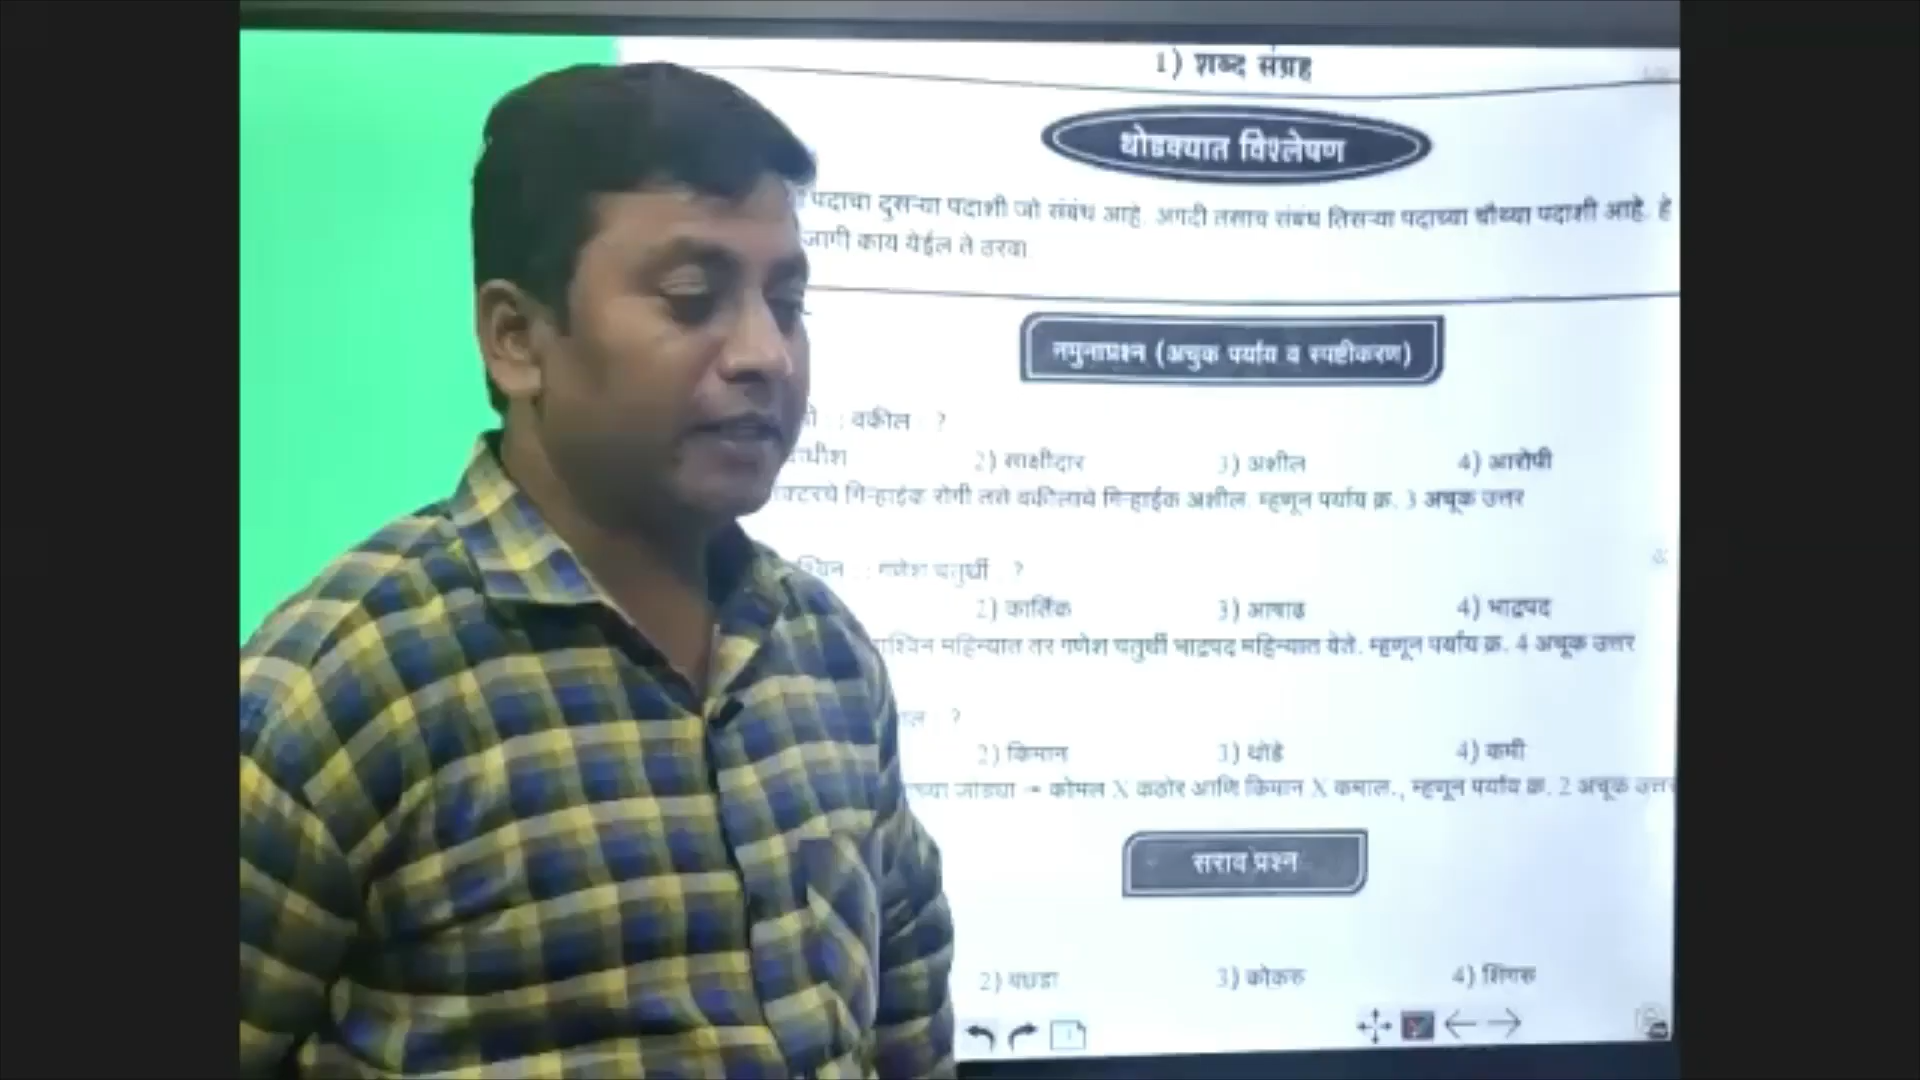 1) शब्द संग्रह
थोडक्यात विश्लेषण
पदाचा दुसऱ्या पदाशी जो संबंध आहे. अगदी तसाच संबंध तिसऱ्या पदाच्या चौथ्या पदाशी आहे. हे
जागी काय येईल ते ठरवा
नमुनाप्रश्न (अचुक पर्याय व स्पष्टीकरण)
: वकील : ?
2) साक्षीदार 3) अशील 4) आरोपी
गिऱ्हाईक रोगी तसे वकीलाचे गिऱ्हाईक अशील. म्हणून पर्याय क्र. 3 अचूक उत्तर
: गणेश चतुर्थी : ?
2) कार्तिक 3) आषाढ 4) भाद्रपद
महिन्यात तर गणेश चतुर्थी भाद्रपद महिन्यात येते. म्हणून पर्याय क्र. 4 अचूक उत्तर
?
2) किमान 3) थोडे 4) कमी
कोमल X कठोर आणि किमान X कमाल., म्हणून पर्याय क्र. 2 अचूक उत्तर
सराव प्रश्न
3) कोकरु 4) शिंगरु